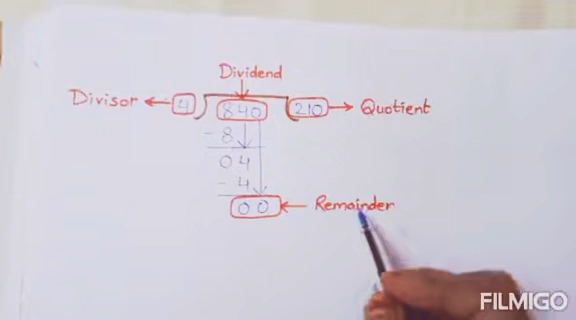 Dividend
Divisor 4 840 210 Quotient
- 8
04
- 4
00 Remainder
FILMIGO